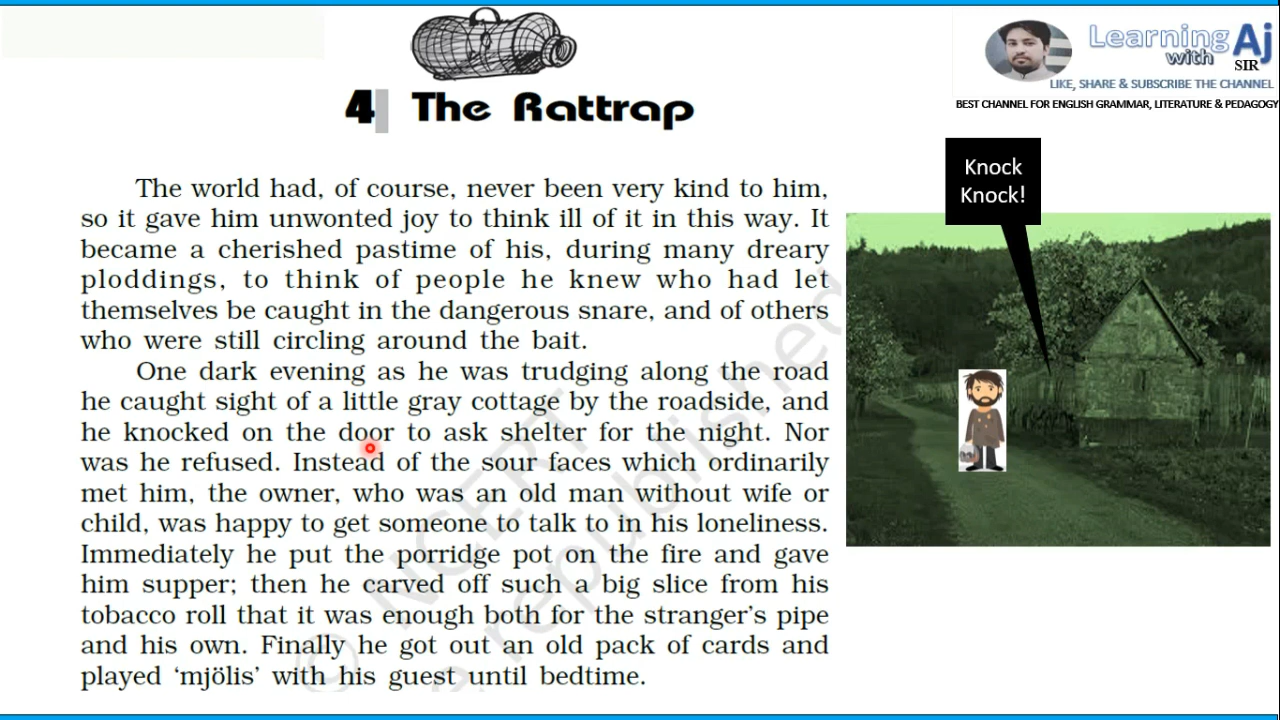 4 The Rattrap
Learning
with Aj
SIR
LIKE, SHARE & SUBSCRIBE THE CHANNEL
BEST CHANNEL FOR ENGLISH GRAMMAR, LITERATURE & PEDAGOGY
Knock
Knock!
The world had, of course, never been very kind to him,
so it gave him unwonted joy to think ill of it in this way. It
became a cherished pastime of his, during many dreary
ploddings, to think of people he knew who had let
themselves be caught in the dangerous snare, and of others
who were still circling around the bait.
One dark evening as he was trudging along the road
he caught sight of a little gray cottage by the roadside, and
he knocked on the door to ask shelter for the night. Nor
was he refused. Instead of the sour faces which ordinarily
met him, the owner, who was an old man without wife or
child, was happy to get someone to talk to in his loneliness.
Immediately he put the porridge pot on the fire and gave
him supper; then he carved off such a big slice from his
tobacco roll that it was enough both for the stranger's pipe
and his own. Finally he got out an old pack of cards and
played ‘mjölis’ with his guest until bedtime.
© NCERT
republished